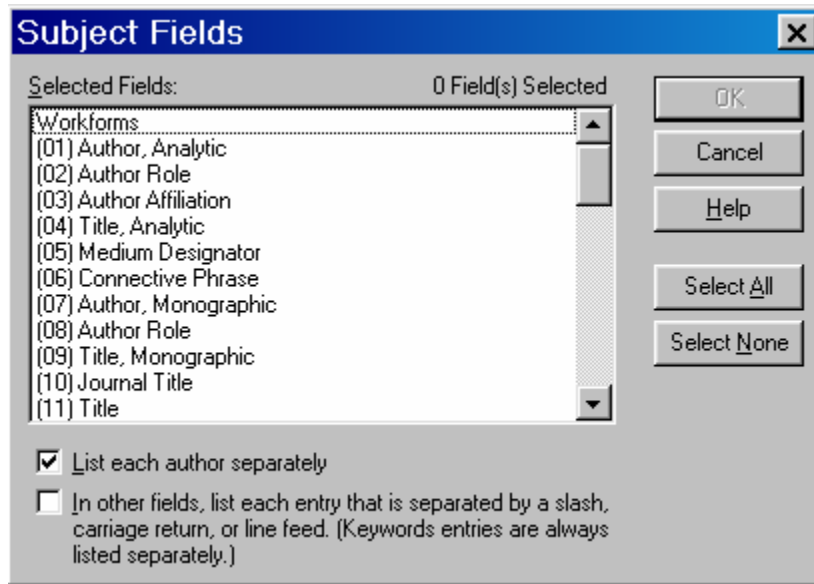 Subject Fields
Selected Fields: 0 Field(s) Selected
Workforms
(01) Author, Analytic
(02) Author Role
(03) Author Affiliation
(04) Title, Analytic
(05) Medium Designator
(06) Connective Phrase
(07) Author, Monographic
(08) Author Role
(09) Title, Monographic
(10) Journal Title
(11) Title
OK
Cancel
Help
Select All
Select None
List each author separately
In other fields, list each entry that is separated by a slash,
carriage return, or line feed. (Keywords entries are always
listed separately.)